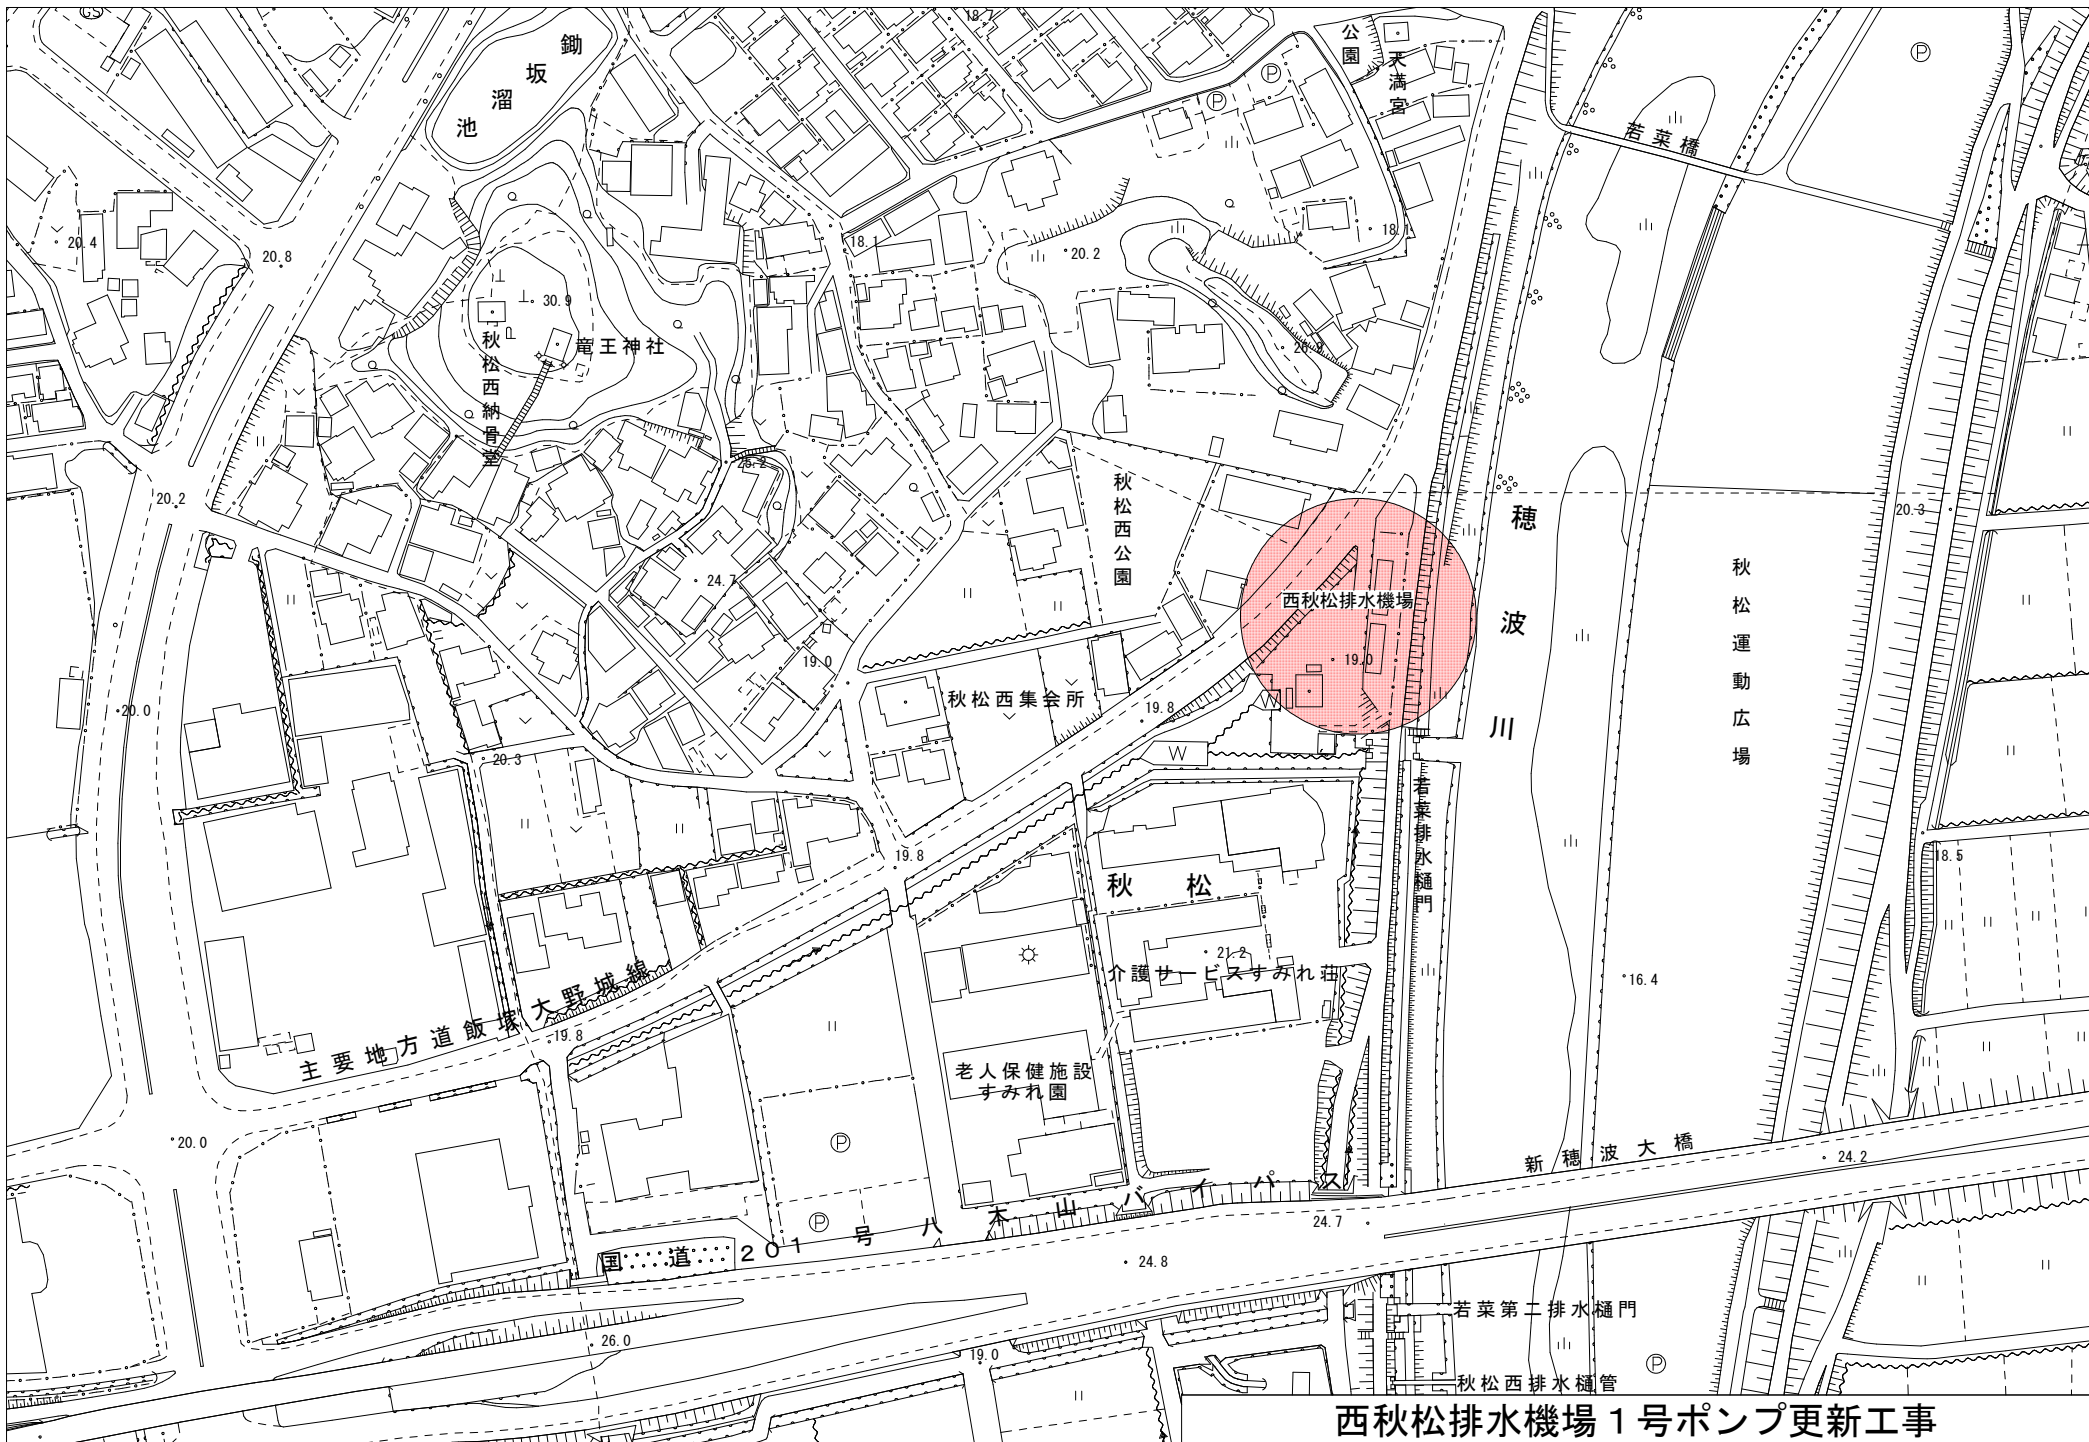 GS
鋤坂溜池
18.7
公園
天満宮
P
P
P
若菜橋
20.4
20.8
18.1
20.2
18.1
30.9
竜王神社
秋松西納骨堂
26.9
25.2
20.2
秋松西公園
穂波川
20.3
秋松運動広場
24.7
西秋松排水機場
19.0
19.0
秋松西集会所
19.8
20.0
20.3
W
W
若菜排水樋門
19.8
18.5
秋松
21.2
介護サービスすみれ荘
16.4
主要地方道飯塚大野城線
19.8
老人保健施設
すみれ園
20.0
P
新穂波大橋
24.2
P
国道201号八木山バイパス
24.7
24.8
若菜第二排水樋門
26.0
19.0
P
秋松西排水樋管
西秋松排水機場１号ポンプ更新工事